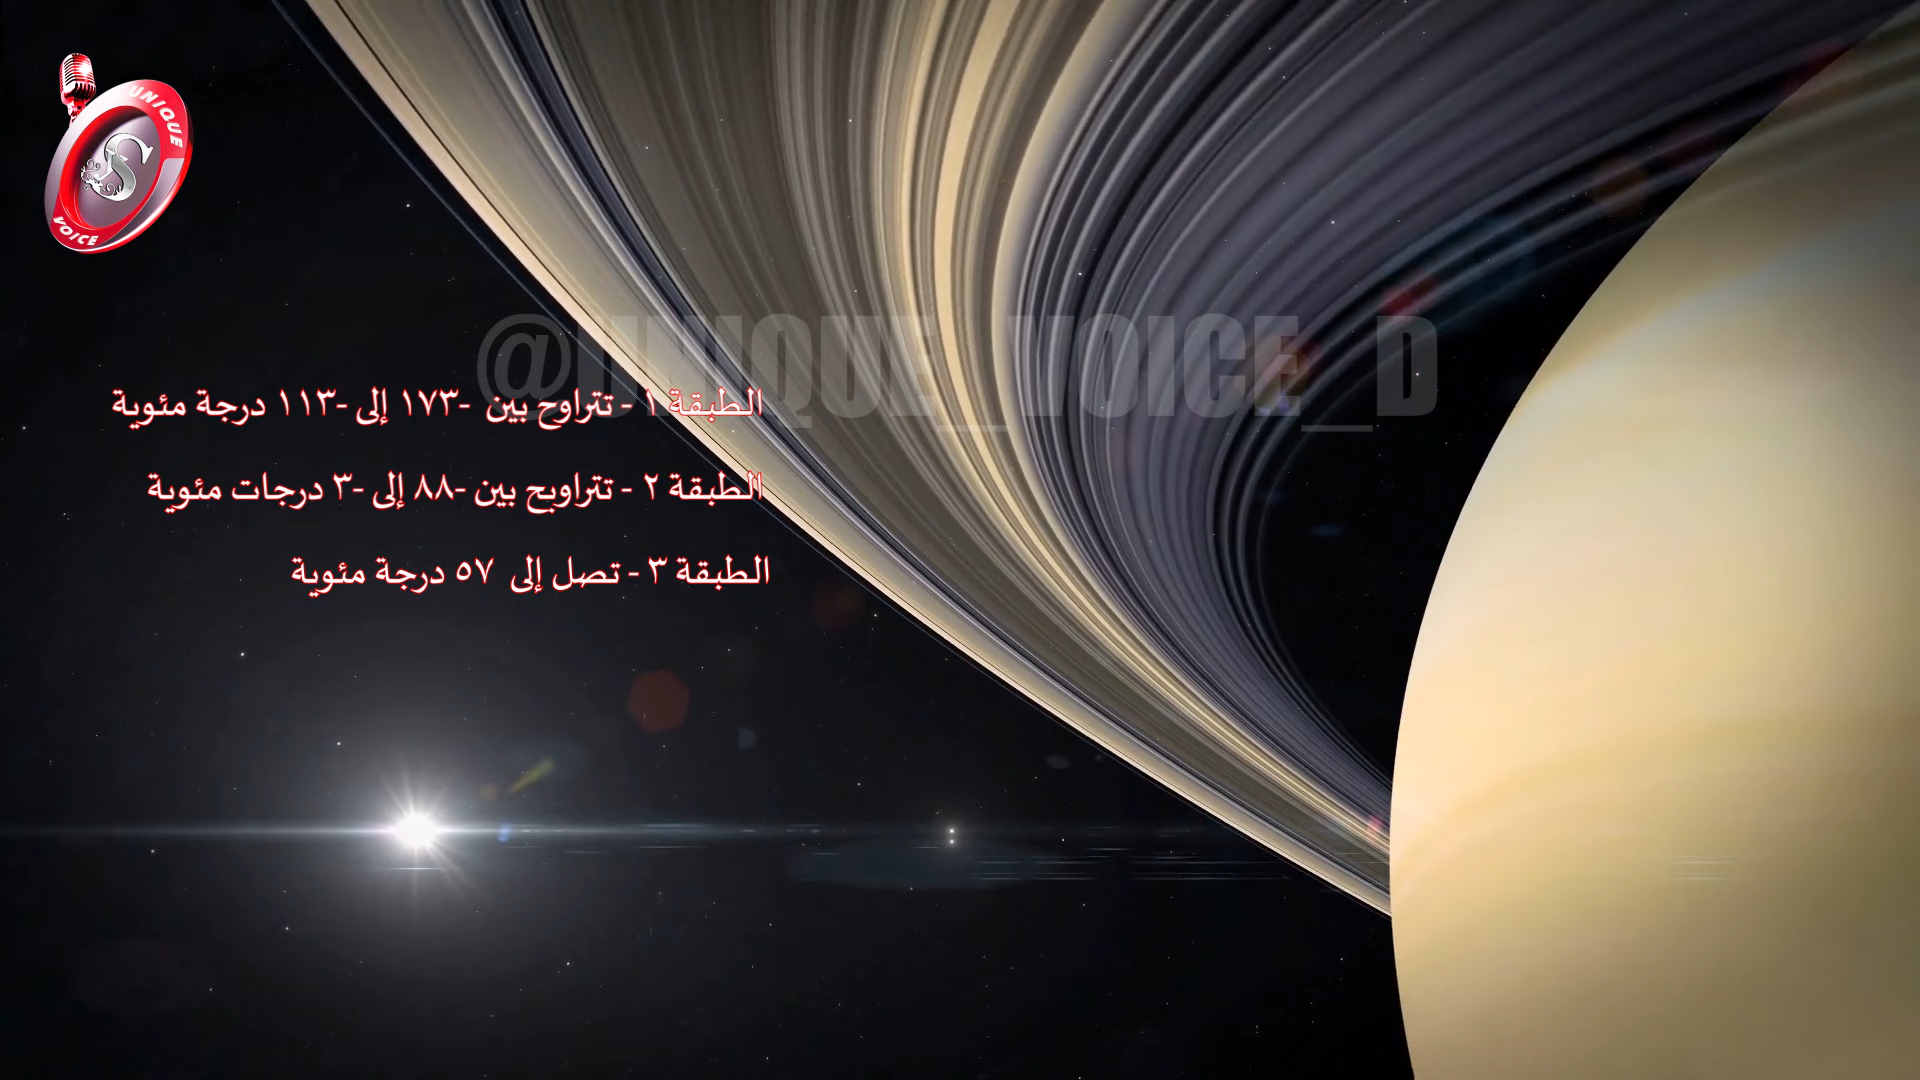 UNIQUE
S
VOICE
@UNIQUE_VOICE_D
الطبقة ١ - تتراوح بين -١٧٣ إلى -١١٣ درجة مئوية
الطبقة ٢ - تتراوبح بين -٨٨ إلى -٣ درجات مئوية
الطبقة ٣ - تصل إلى ٥٧ درجة مئوية